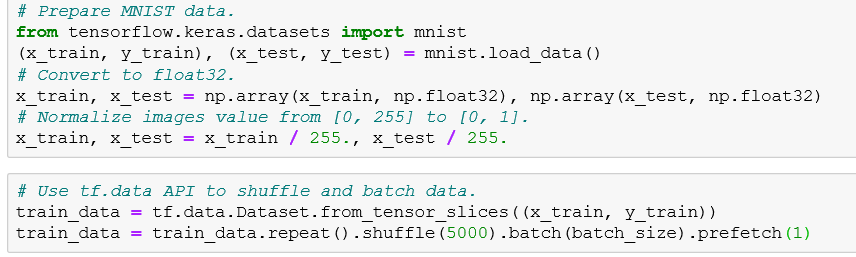 # Prepare MNIST data.
from tensorflow.keras.datasets import mnist
(x_train, y_train), (x_test, y_test) = mnist.load_data()
# Convert to float32.
x_train, x_test = np.array(x_train, np.float32), np.array(x_test, np.float32)
# Normalize images value from [0, 255] to [0, 1].
x_train, x_test = x_train / 255., x_test / 255.
# Use tf.data API to shuffle and batch data.
train_data = tf.data.Dataset.from_tensor_slices((x_train, y_train))
train_data = train_data.repeat().shuffle(5000).batch(batch_size).prefetch(1)